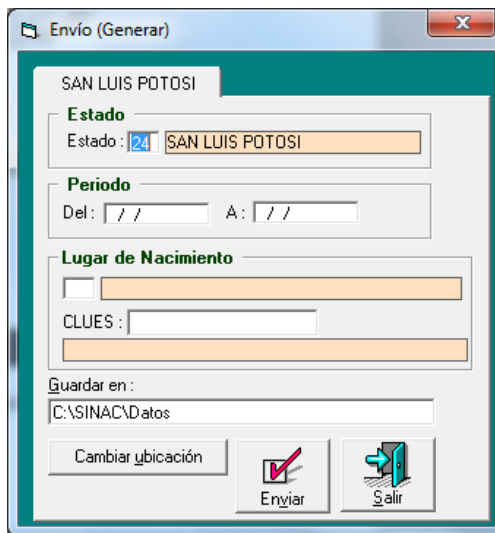 Envío (Generar)
SAN LUIS POTOSI
Estado
Estado : 24 SAN LUIS POTOSI
Periodo
Del : / / A : / /
Lugar de Nacimiento
CLUES :
Guardar en :
C:\SINAC\Datos
Cambiar ubicación
Enviar
Salir